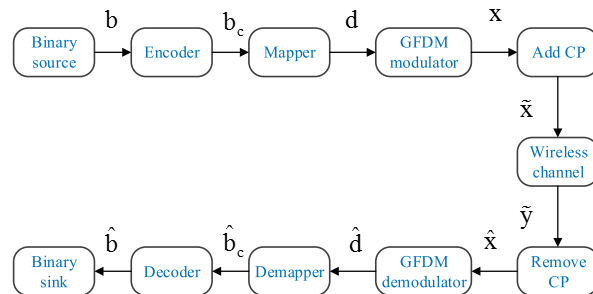 b b_c d x
Binary source Encoder Mapper GFDM modulator Add CP
x̃
Wireless channel
ỹ
b̂ b̂_c d̂ x̂
Binary sink Decoder Demapper GFDM demodulator Remove CP